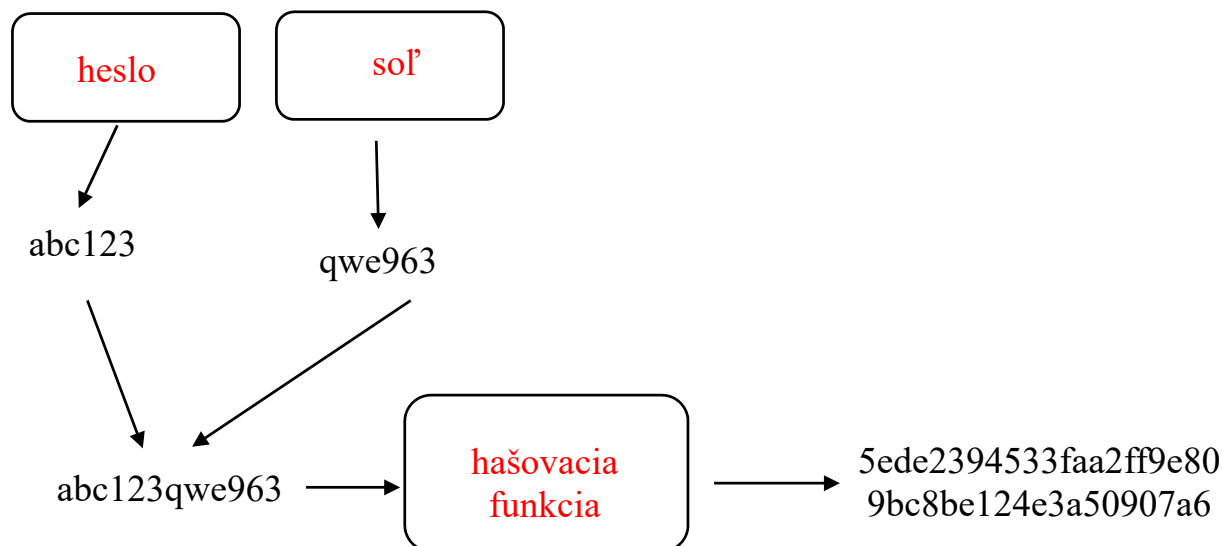 heslo
soľ
abc123
qwe963
abc123qwe963
hašovacia
funkcia
5ede2394533faa2ff9e80
9bc8be124e3a50907a6